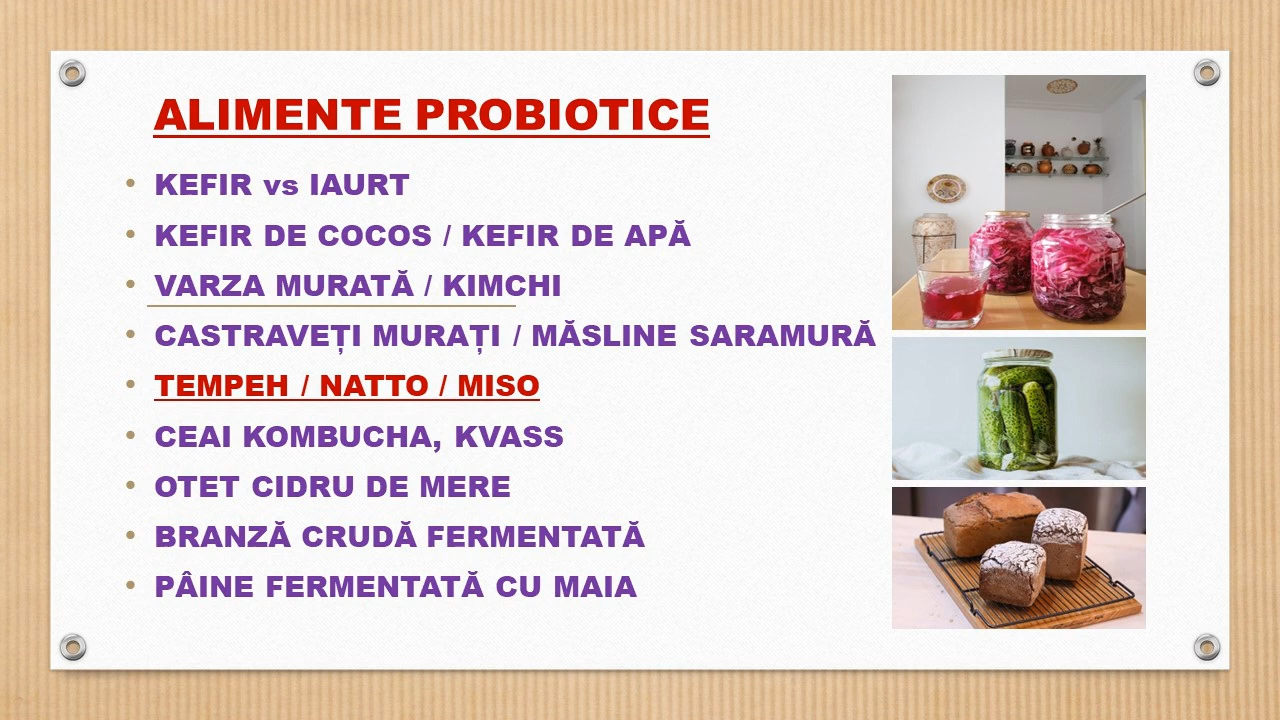 ALIMENTE PROBIOTICE
• KEFIR vs IAURT
• KEFIR DE COCOS / KEFIR DE APĂ
• VARZA MURATĂ / KIMCHI
• CASTRAVEȚI MURAȚI / MĂSLINE SARAMURĂ
• TEMPEH / NATTO / MISO
• CEAI KOMBUCHA, KVASS
• OTET CIDRU DE MERE
• BRANZĂ CRUDĂ FERMENTATĂ
• PÂINE FERMENTATĂ CU MAIA